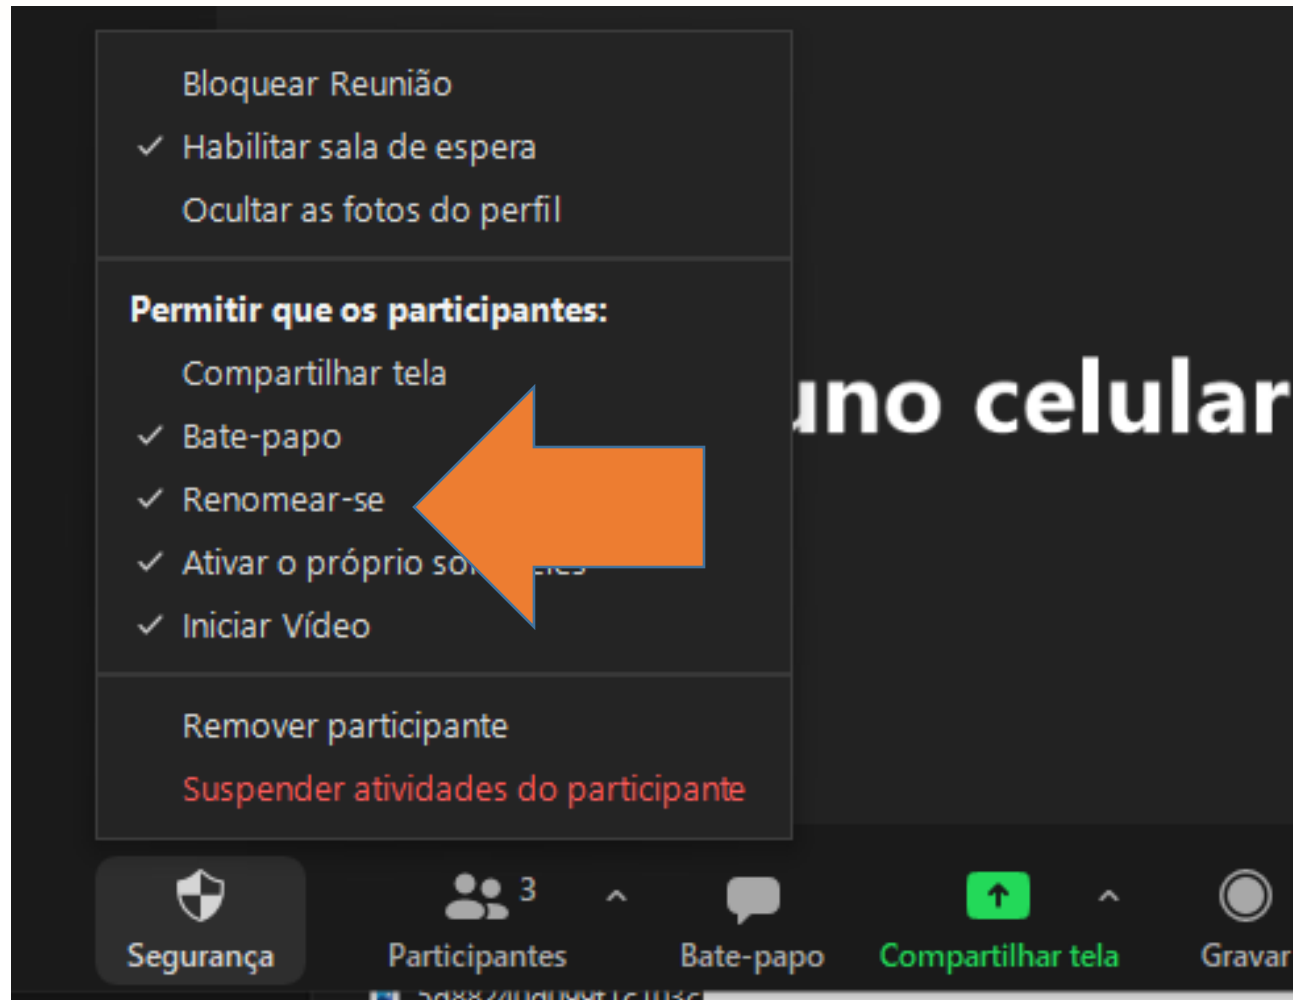 Bloquear Reunião
Habilitar sala de espera
Ocultar as fotos do perfil
Permitir que os participantes:
Compartilhar tela
Bate-papo
Renomear-se
Ativar o próprio
Iniciar Vídeo
Remover participante
Suspender atividades do participante
celular
3
Segurança
Participantes
Bate-papo
Compartilhar tela
Gravar